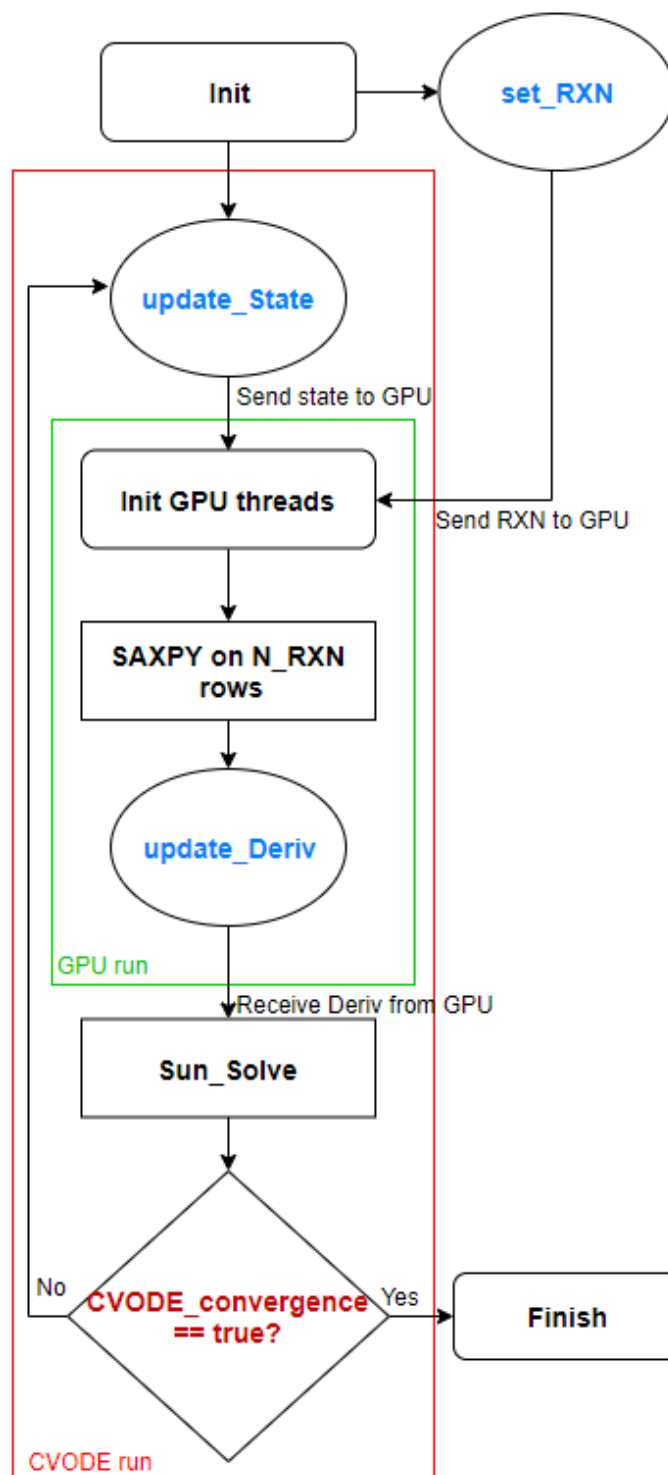 Init
set_RXN
update_State
Send state to GPU
Init GPU threads
Send RXN to GPU
SAXPY on N_RXN
rows
update_Deriv
GPU run
Receive Deriv from GPU
Sun_Solve
No
CVODE_convergence
== true?
Yes
Finish
CVODE run